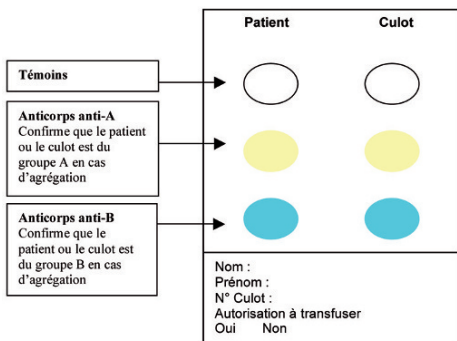 Patient Culot
Témoins
Anticorps anti-A
Confirme que le patient
ou le culot est du
groupe A en cas
d'agrégation
Anticorps anti-B
Confirme que le
patient ou le culot est
du groupe B en cas
d'agrégation
Nom :
Prénom :
N° Culot :
Autorisation à transfuser
Oui Non